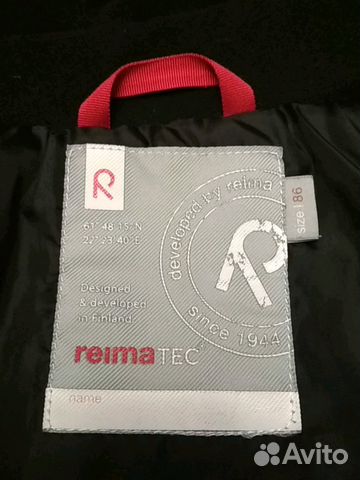 R
61° 48 15" N
22° 23 40" E
developed by reima
R
since 1944
size | 86
Designed
& developed
in Finland.
reimaTEC
name
Avito